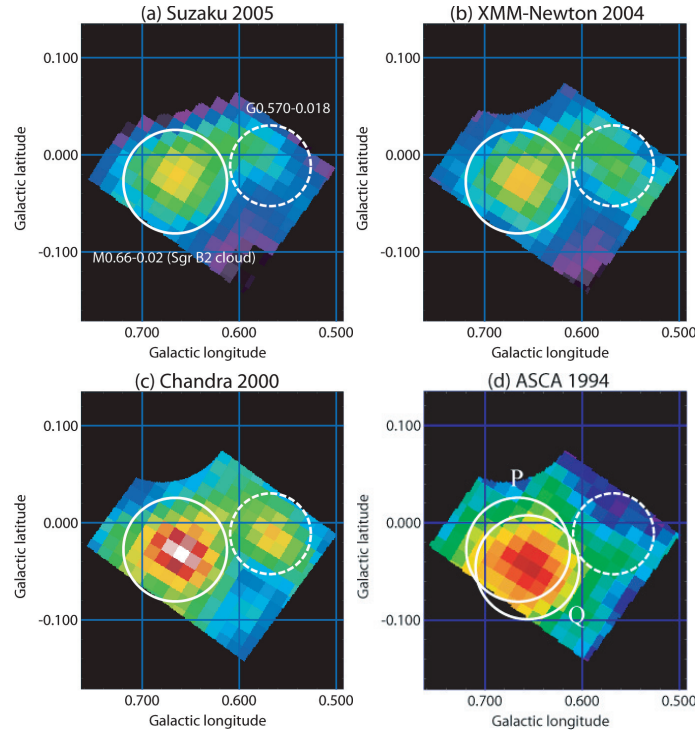 (a) Suzaku 2005
(b) XMM-Newton 2004
0.100
0.000
-0.100
Galactic latitude
G0.570-0.018
M0.66-0.02 (Sgr B2 cloud)
0.700
0.600
0.500
Galactic longitude
0.100
0.000
-0.100
Galactic latitude
0.700
0.600
0.500
Galactic longitude
(c) Chandra 2000
(d) ASCA 1994
0.100
0.000
-0.100
Galactic latitude
0.700
0.600
0.500
Galactic longitude
0.100
0.000
-0.100
Galactic latitude
P
Q
0.700
0.600
0.500
Galactic longitude